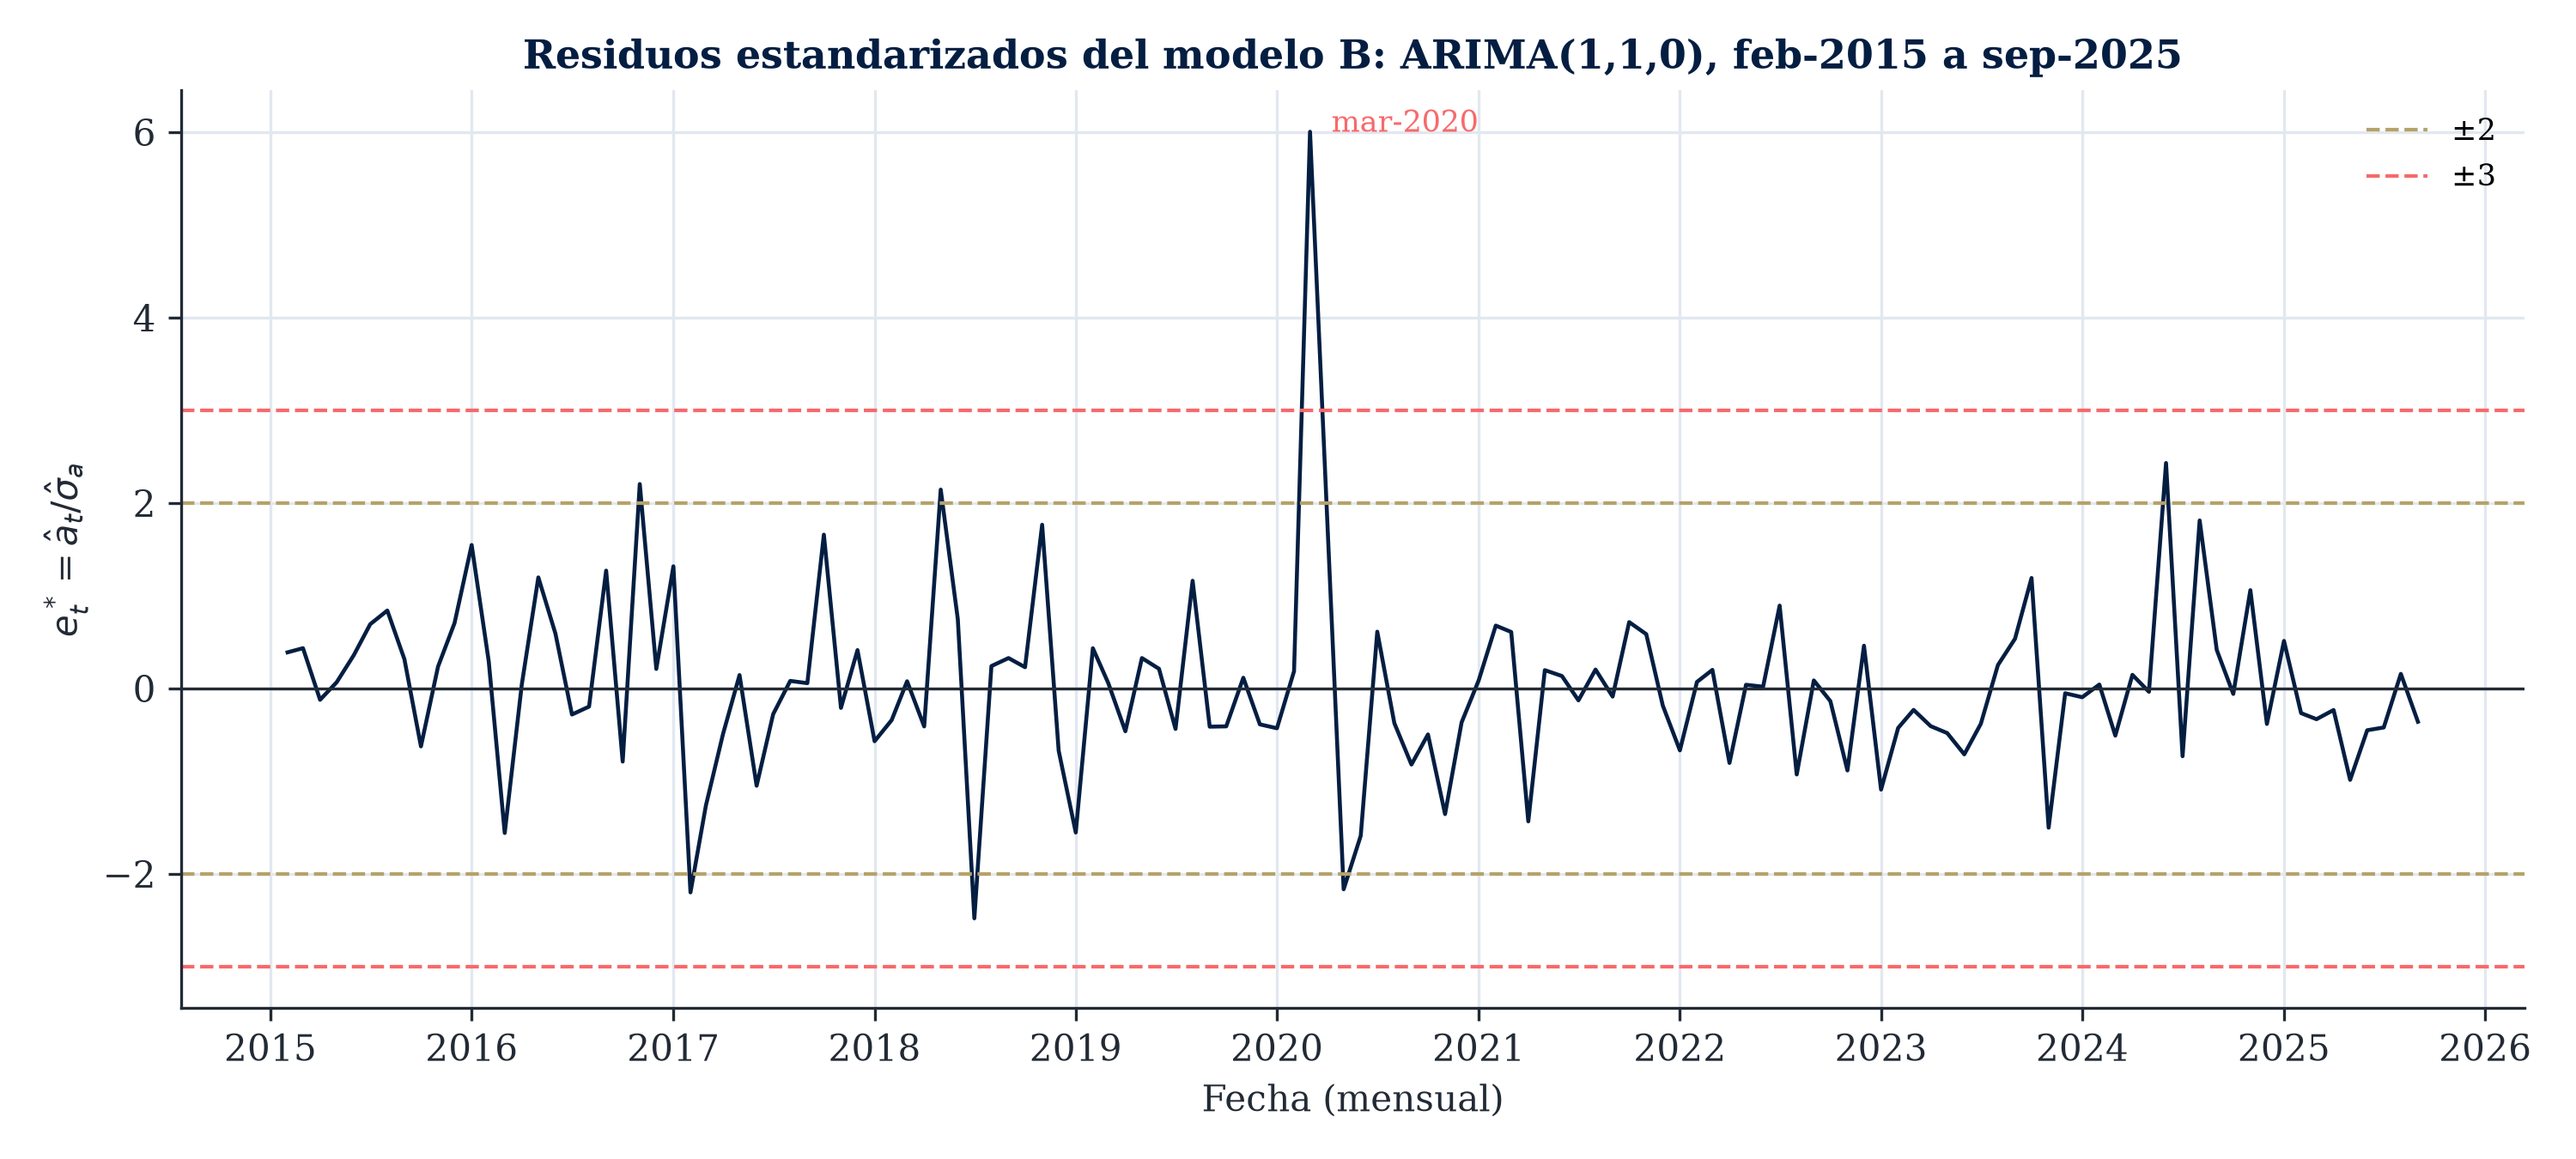 Residuos estandarizados del modelo B: ARIMA(1,1,0), feb-2015 a sep-2025
mar-2020
±2
±3
6
4
2
0
−2
e*t = ât/σ̂a
2015 2016 2017 2018 2019 2020 2021 2022 2023 2024 2025 2026
Fecha (mensual)